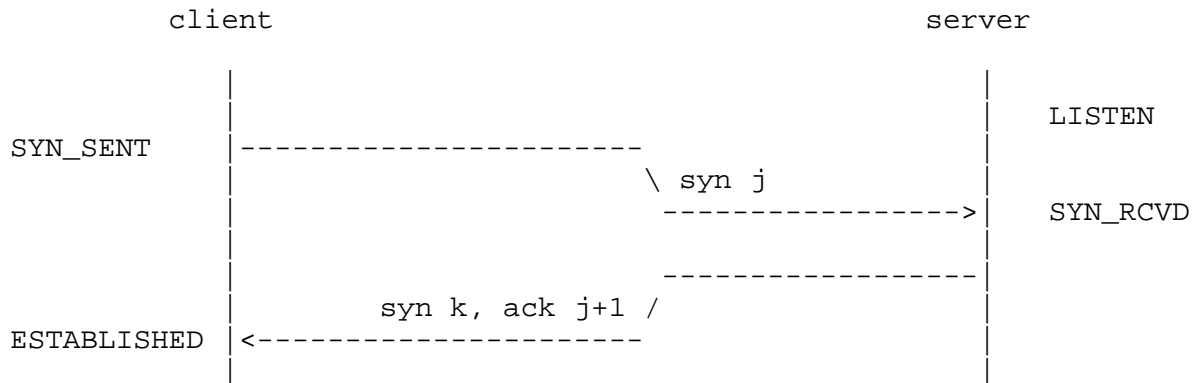 client server
LISTEN
SYN_SENT
\ syn j
SYN_RCVD
syn k, ack j+1 /
ESTABLISHED